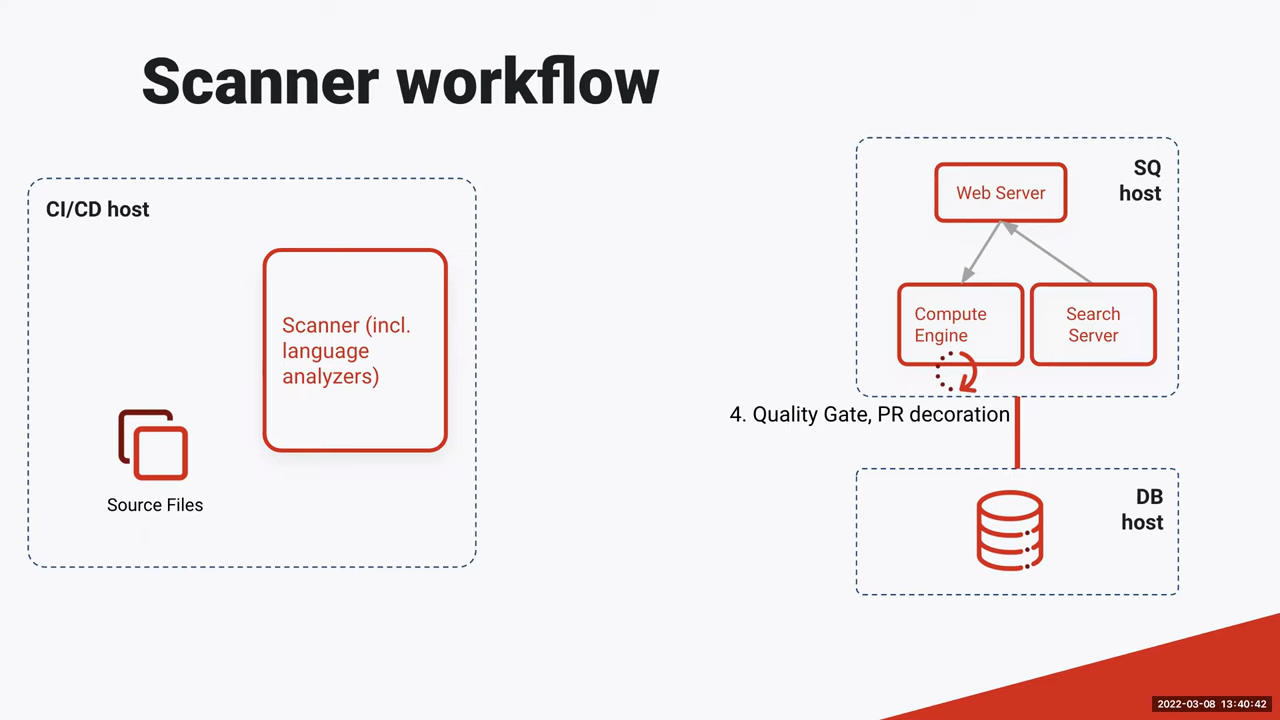 Scanner workflow
CI/CD host
Scanner (incl.
language
analyzers)
Source Files
SQ
host
Web Server
Compute
Engine
Search
Server
4. Quality Gate, PR decoration
DB
host
2022-03-08 13:40:42